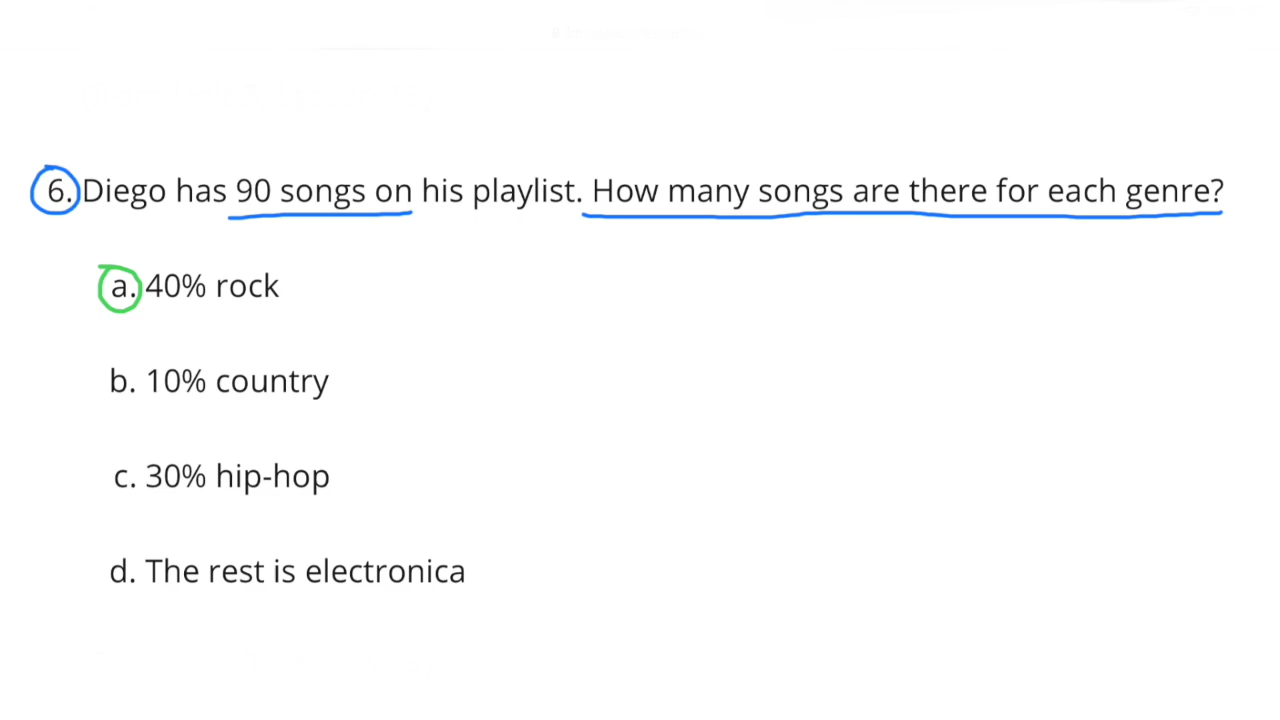 6. Diego has 90 songs on his playlist. How many songs are there for each genre?
a. 40% rock
b. 10% country
c. 30% hip-hop
d. The rest is electronica